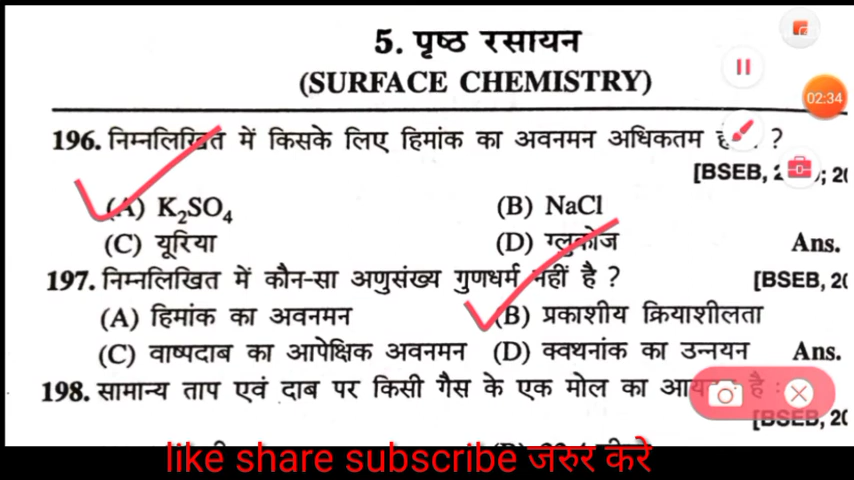 5. पृष्ठ रसायन
(SURFACE CHEMISTRY)
02:34
196. निम्नलिखित में किसके लिए हिमांक का अवनमन अधिकतम ?
[BSEB,
(A) K₂SO₄ (B) NaCl
(C) यूरिया (D) ग्लूकोज Ans.
197. निम्नलिखित में कौन-सा अणुसंख्य गुणधर्म नहीं है ? [BSEB, 20
(A) हिमांक का अवनमन (B) प्रकाशीय क्रियाशीलता
(C) वाष्पदाब का आपेक्षिक अवनमन (D) क्वथनांक का उन्नयन Ans.
198. सामान्य ताप एवं दाब पर किसी गैस के एक मोल का है :
[BSEB, 20
like share subscribe जरुर करे